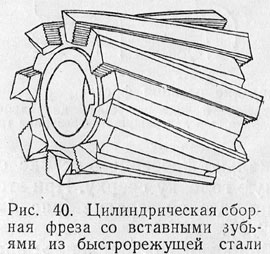 Рис. 40. Цилиндрическая сбор-
ная фреза со вставными зубь-
ями из быстрорежущей стали